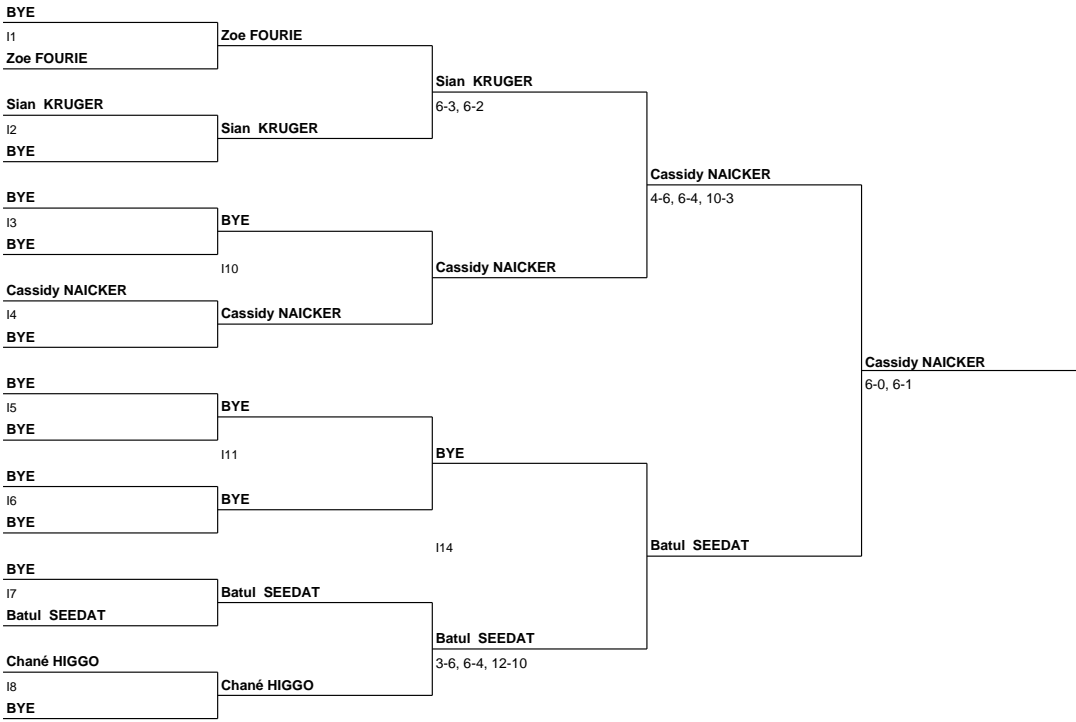 BYE
I1
Zoe FOURIE
Zoe FOURIE
Sian KRUGER
6-3, 6-2
Sian KRUGER
I2
BYE
Sian KRUGER
Cassidy NAICKER
4-6, 6-4, 10-3
BYE
I3
BYE
BYE
I10
Cassidy NAICKER
Cassidy NAICKER
I4
BYE
Cassidy NAICKER
Cassidy NAICKER
6-0, 6-1
BYE
I5
BYE
BYE
I11
BYE
BYE
I6
BYE
BYE
I14
Batul SEEDAT
BYE
I7
Batul SEEDAT
Batul SEEDAT
Batul SEEDAT
3-6, 6-4, 12-10
Chané HIGGO
I8
BYE
Chané HIGGO